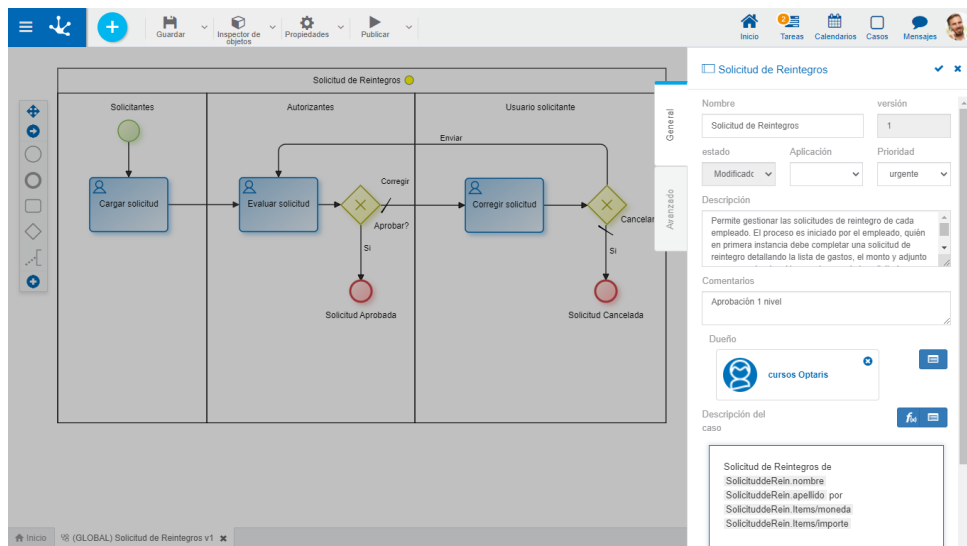 Guardar
Inspector de
objetos
Propiedades
Publicar
Inicio
2
Tareas
Calendarios
Casos
Mensajes
Solicitud de Reintegros
Solicitantes
Autorizantes
Usuario solicitante
Enviar
Cargar solicitud
Evaluar solicitud
Corregir
Aprobar?
Si
Corregir solicitud
Cancelar
Si
Solicitud Aprobada
Solicitud Cancelada
General
Avanzado
Solicitud de Reintegros
Nombre
versión
Solicitud de Reintegros
1
estado
Aplicación
Prioridad
Modificadc
urgente
Descripción
Permite gestionar las solicitudes de reintegro de cada
empleado. El proceso es iniciado por el empleado, quién
en primera instancia debe completar una solicitud de
reintegro detallando la lista de gastos, el monto y adjunto
Comentarios
Aprobación 1 nivel
Dueño
cursos Optaris
Descripción del
caso
f(x)
Solicitud de Reintegros de
SolicituddeRein.nombre
SolicituddeRein.apellido por
SolicituddeRein.Items/moneda
SolicituddeRein.Items/importe
Inicio
(GLOBAL) Solicitud de Reintegros v1